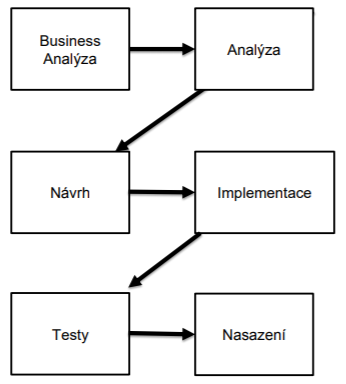 Business
Analýza
Analýza
Návrh
Implementace
Testy
Nasazení